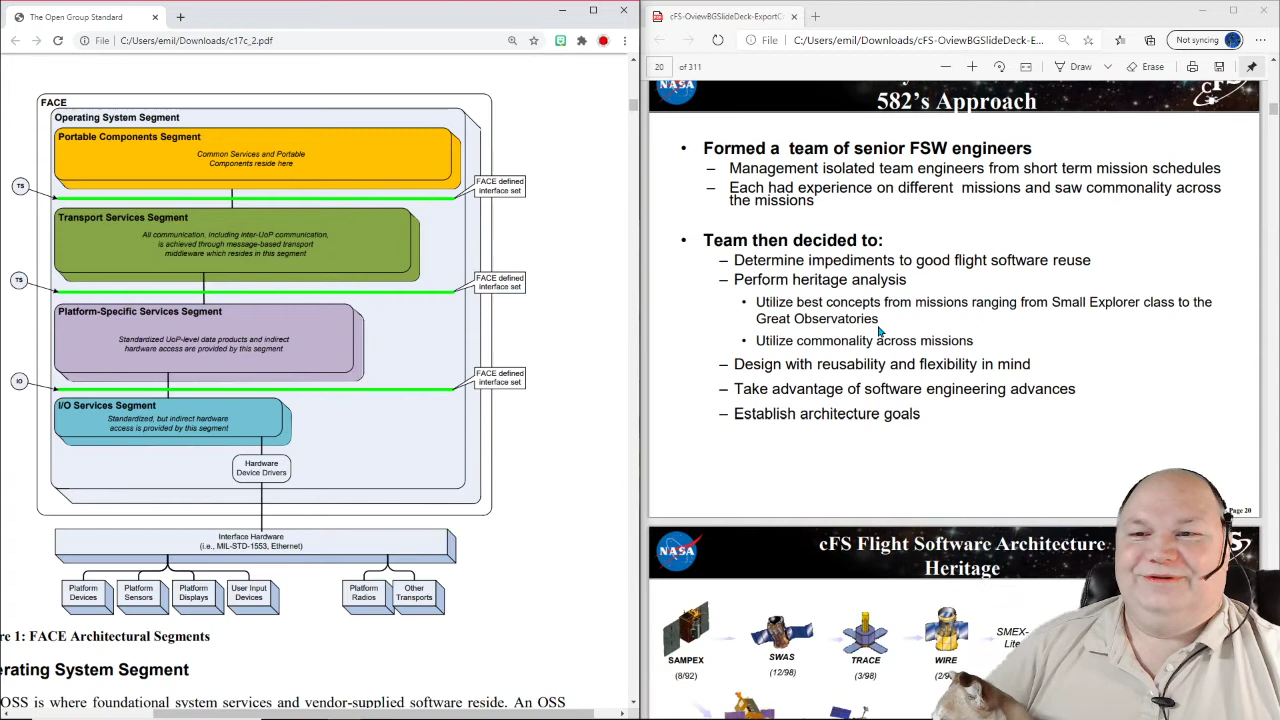 The Open Group Standard
File
C:/Users/emil/Downloads/c17c_2.pdf
FACE
Operating System Segment
Portable Components Segment
Common Services and Portable
Components reside here
TS
FACE defined
interface set
Transport Services Segment
All communication, including inter-UoP communication,
is achieved through message-based transport
middleware which resides in this segment
TS
FACE defined
interface set
Platform-Specific Services Segment
Standardized UoP-level data products and indirect
hardware access are provided by this segment
IO
FACE defined
interface set
I/O Services Segment
Standardized, but indirect hardware
access is provided by this segment
Hardware
Device Drivers
Interface Hardware
(i.e., MIL-STD-1553, Ethernet)
Platform
Devices
Platform
Sensors
Platform
Displays
User Input
Devices
Platform
Radios
Other
Transports
re 1: FACE Architectural Segments
erating System Segment
OSS is where foundational system services and vendor-supplied software reside. An OSS
cFS-OviewBGSlideDeck-ExportC
File
C:/Users/emil/Downloads/cFS-OviewBGSlideDeck-E...
Not syncing
20 of 311
Draw
Erase
NASA
582's Approach
• Formed a team of senior FSW engineers
– Management isolated team engineers from short term mission schedules
– Each had experience on different missions and saw commonality across
the missions
• Team then decided to:
– Determine impediments to good flight software reuse
– Perform heritage analysis
• Utilize best concepts from missions ranging from Small Explorer class to the
Great Observatories
• Utilize commonality across missions
– Design with reusability and flexibility in mind
– Take advantage of software engineering advances
– Establish architecture goals
Page 20
NASA
cFS Flight Software Architecture
Heritage
SAMPEX
(8/92)
SWAS
(12/98)
TRACE
(3/98)
WIRE
SMEX-